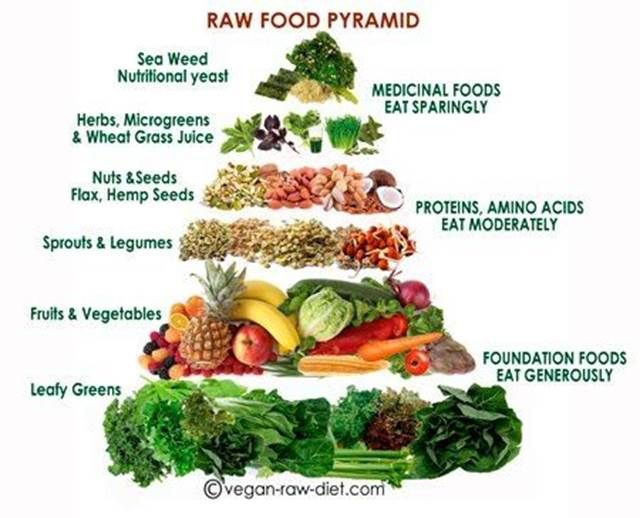 RAW FOOD PYRAMID
Sea Weed
Nutritional yeast
MEDICINAL FOODS
EAT SPARINGLY
Herbs, Microgreens
& Wheat Grass Juice
Nuts &Seeds
Flax, Hemp Seeds
PROTEINS, AMINO ACIDS
EAT MODERATELY
Sprouts & Legumes
Fruits & Vegetables
FOUNDATION FOODS
EAT GENEROUSLY
Leafy Greens
©vegan-raw-diet.com